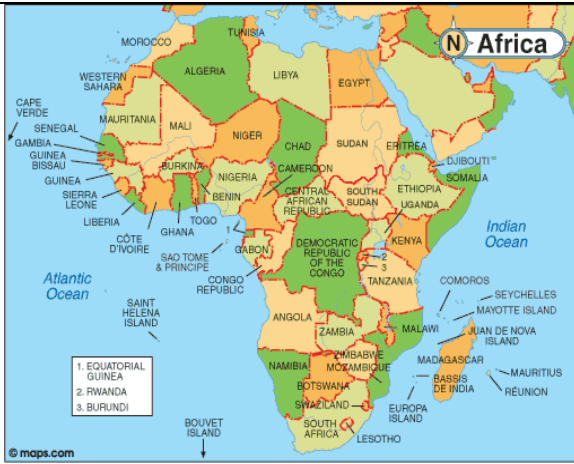 N Africa
MOROCCO
TUNISIA
ALGERIA
LIBYA
EGYPT
WESTERN
SAHARA
CAPE
VERDE
MAURITANIA
MALI
NIGER
CHAD
SUDAN
ERITREA
DJIBOUTI
SOMALIA
SENEGAL
GAMBIA
GUINEA
BISSAU
GUINEA
SIERRA
LEONE
LIBERIA
CÔTE
D'IVOIRE
BURKINA
GHANA
TOGO
BENIN
NIGERIA
CAMEROON
CENTRAL
AFRICAN
REPUBLIC
SOUTH
SUDAN
ETHIOPIA
UGANDA
KENYA
SAO TOME
& PRINCIPE
GABON
CONGO
REPUBLIC
DEMOCRATIC
REPUBLIC
OF THE
CONGO
1
2
3
TANZANIA
Indian
Ocean
Atlantic
Ocean
SAINT
HELENA
ISLAND
COMOROS
SEYCHELLES
MAYOTTE ISLAND
JUAN DE NOVA
ISLAND
ANGOLA
ZAMBIA
MALAWI
ZIMBABWE
MOZAMBIQUE
MADAGASCAR
MAURITIUS
RÉUNION
BASSIS
DE INDIA
EUROPA
ISLAND
NAMIBIA
BOTSWANA
SWAZILAND
SOUTH
AFRICA
LESOTHO
BOUVET
ISLAND
1. EQUATORIAL
GUINEA
2. RWANDA
3. BURUNDI
© maps.com